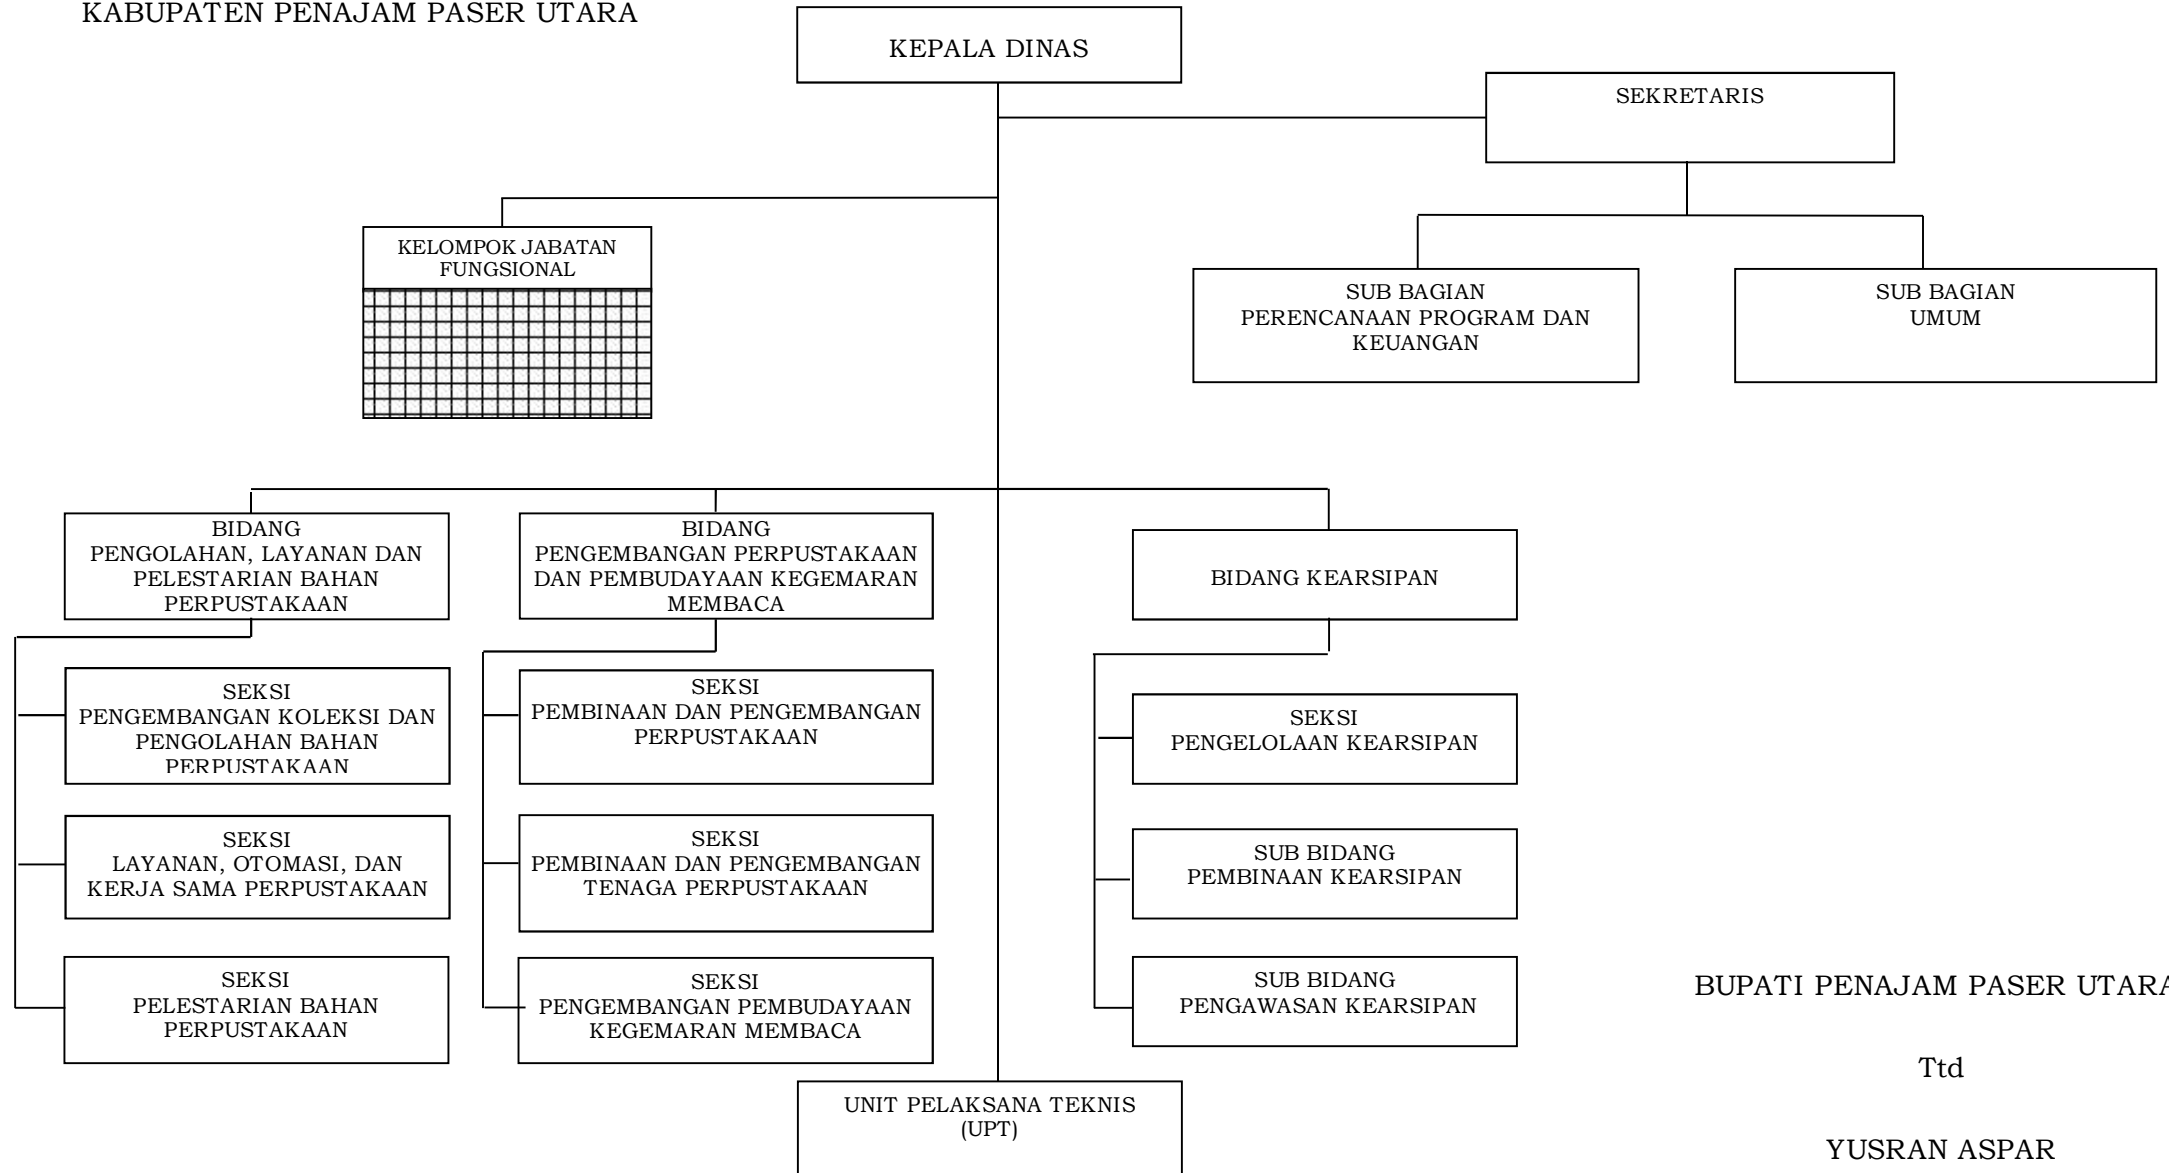 KABUPATEN PENAJAM PASER UTARA
KEPALA DINAS
SEKRETARIS
KELOMPOK JABATAN
FUNGSIONAL
SUB BAGIAN
PERENCANAAN PROGRAM DAN
KEUANGAN
SUB BAGIAN
UMUM
BIDANG
PENGOLAHAN, LAYANAN DAN
PELESTARIAN BAHAN
PERPUSTAKAAN
BIDANG
PENGEMBANGAN PERPUSTAKAAN
DAN PEMBUDAYAAN KEGEMARAN
MEMBACA
BIDANG KEARSIPAN
SEKSI
PENGEMBANGAN KOLEKSI DAN
PENGOLAHAN BAHAN
PERPUSTAKAAN
SEKSI
PEMBINAAN DAN PENGEMBANGAN
PERPUSTAKAAN
SEKSI
PENGELOLAAN KEARSIPAN
SEKSI
LAYANAN, OTOMASI, DAN
KERJA SAMA PERPUSTAKAAN
SEKSI
PEMBINAAN DAN PENGEMBANGAN
TENAGA PERPUSTAKAAN
SUB BIDANG
PEMBINAAN KEARSIPAN
SEKSI
PELESTARIAN BAHAN
PERPUSTAKAAN
SEKSI
PENGEMBANGAN PEMBUDAYAAN
KEGEMARAN MEMBACA
SUB BIDANG
PENGAWASAN KEARSIPAN
UNIT PELAKSANA TEKNIS
(UPT)
BUPATI PENAJAM PASER UTARA
Ttd
YUSRAN ASPAR